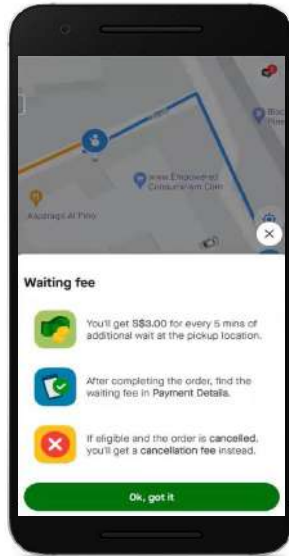 www.Empowered
Consumerism.Com
Waiting fee
You'll get S$3.00 for every 5 mins of
additional wait at the pickup location.
After completing the order, find the
waiting fee in Payment Details.
If eligible and the order is cancelled,
you'll get a cancellation fee instead.
Ok, got it